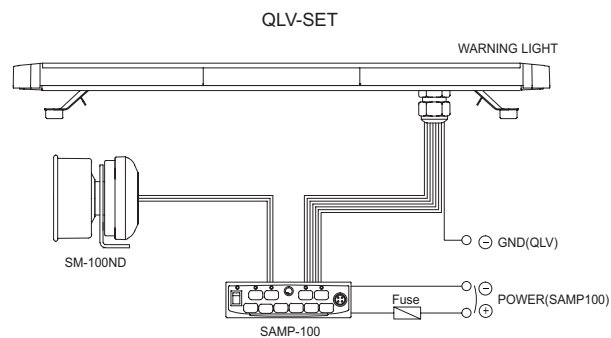 QLV-SET
WARNING LIGHT
SM-100ND
GND(QLV)
Fuse
POWER(SAMP100)
SAMP-100